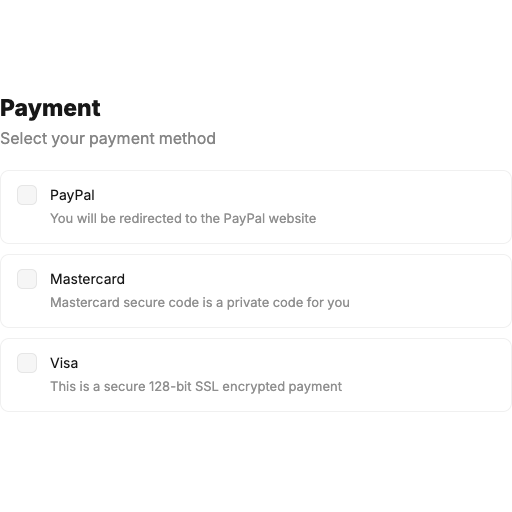 Payment
Select your payment method
PayPal
You will be redirected to the PayPal website
Mastercard
Mastercard secure code is a private code for you
Visa
This is a secure 128-bit SSL encrypted payment